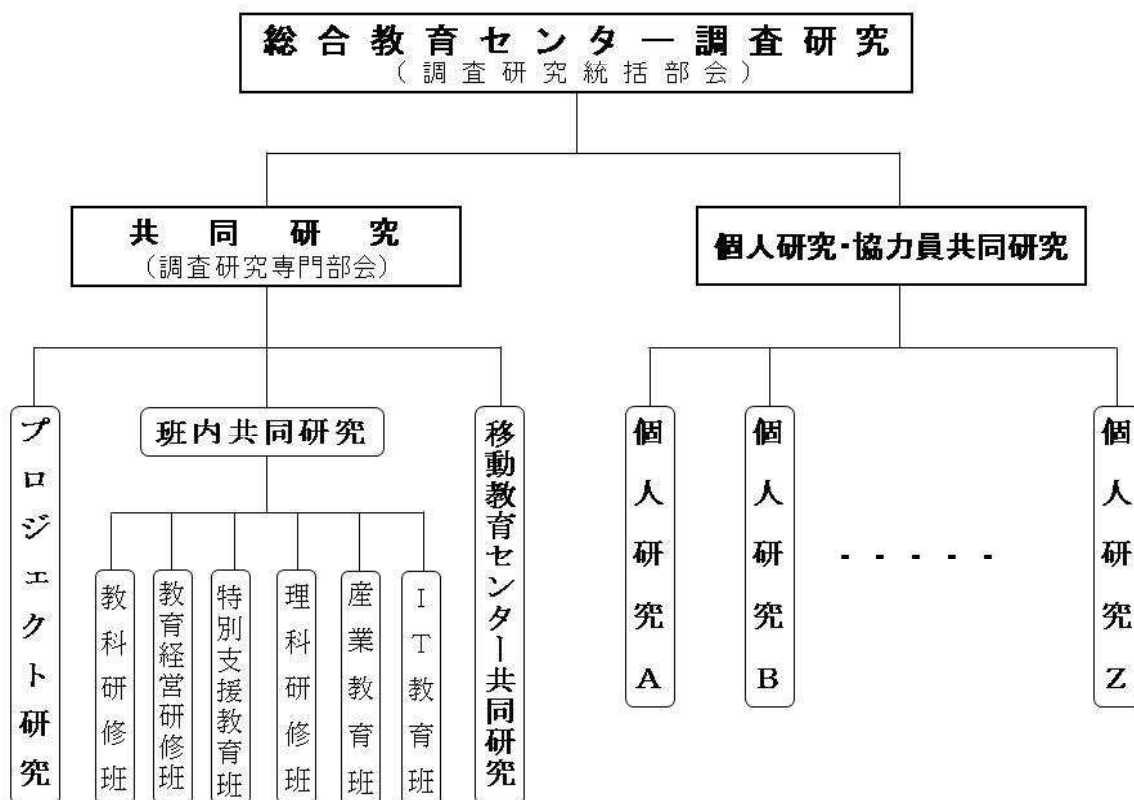 総合教育センター調査研究
(調査研究統括部会)
共同研究
(調査研究専門部会)
個人研究・協力員共同研究
プロジェクト研究
班内共同研究
移動教育センター共同研究
教科研修班
教育経営研修班
特別支援教育班
理科研修班
産業教育班
IT教育班
個人研究A
個人研究B
- - - - -
個人研究Z